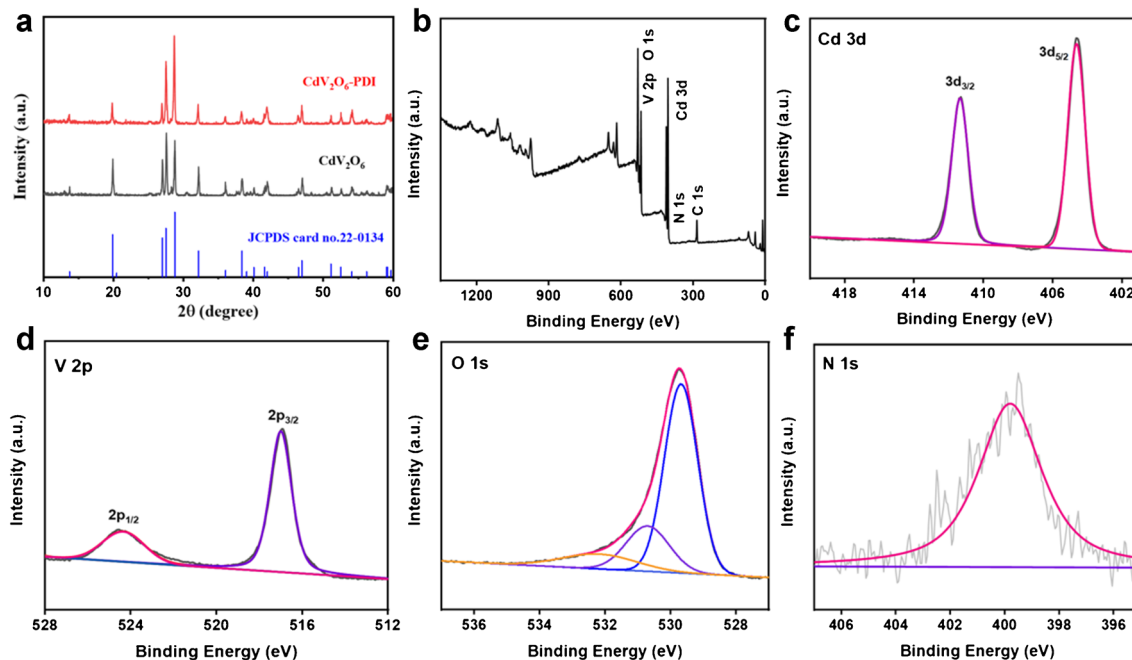 a
Intensity (a.u.)
CdV₂O₆-PDI
CdV₂O₆
JCPDS card no.22-0134
10 20 30 40 50 60
2θ (degree)
b
Intensity (a.u.)
O 1s
V 2p
Cd 3d
N 1s
C 1s
1200 900 600 300 0
Binding Energy (eV)
c
Cd 3d
Intensity (a.u.)
3d₃/₂
3d₅/₂
418 414 410 406 402
Binding Energy (eV)
d
V 2p
Intensity (a.u.)
2p₁/₂
2p₃/₂
528 524 520 516 512
Binding Energy (eV)
e
O 1s
Intensity (a.u.)
536 534 532 530 528
Binding Energy (eV)
f
N 1s
Intensity (a.u.)
406 404 402 400 398 396
Binding Energy (eV)